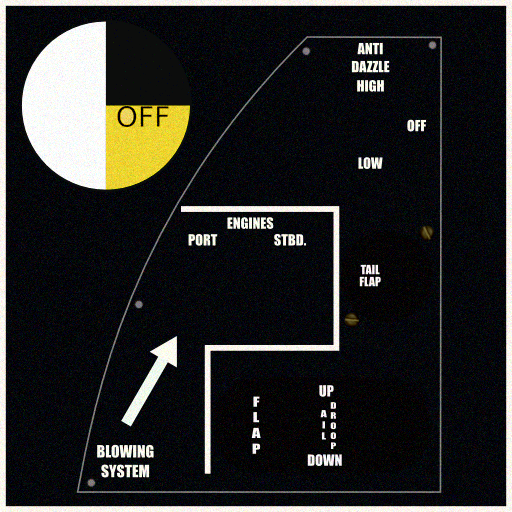 OFF
ANTI
DAZZLE
HIGH
OFF
LOW
ENGINES
PORT STBD.
TAIL
FLAP
UP
FLAP
AIL
DROOP
DOWN
BLOWING
SYSTEM